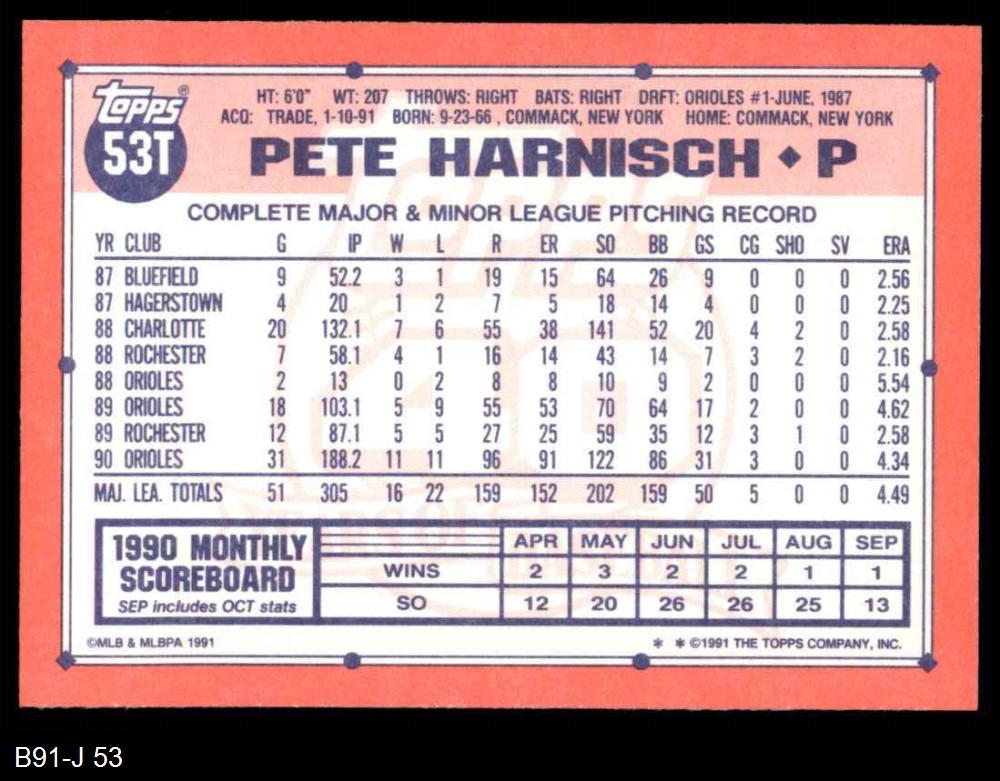 Topps®
53T
HT: 6'0" WT: 207 THROWS: RIGHT BATS: RIGHT DRFT: ORIOLES #1-JUNE, 1987
ACQ: TRADE, 1-10-91 BORN: 9-23-66 , COMMACK, NEW YORK HOME: COMMACK, NEW YORK
PETE HARNISCH ◆ P
COMPLETE MAJOR & MINOR LEAGUE PITCHING RECORD
YR CLUB G IP W L R ER SO BB GS CG SHO SV ERA
87 BLUEFIELD 9 52.2 3 1 19 15 64 26 9 0 0 0 2.56
87 HAGERSTOWN 4 20 1 2 7 5 18 14 4 0 0 0 2.25
88 CHARLOTTE 20 132.1 7 6 55 38 141 52 20 4 2 0 2.58
88 ROCHESTER 7 58.1 4 1 16 14 43 14 7 3 2 0 2.16
88 ORIOLES 2 13 0 2 8 8 10 9 2 0 0 0 5.54
89 ORIOLES 18 103.1 5 9 55 53 70 64 17 2 0 0 4.62
89 ROCHESTER 12 87.1 5 5 27 25 59 35 12 3 1 0 2.58
90 ORIOLES 31 188.2 11 11 96 91 122 86 31 3 0 0 4.34
MAJ. LEA. TOTALS 51 305 16 22 159 152 202 159 50 5 0 0 4.49
1990 MONTHLY
SCOREBOARD
SEP includes OCT stats
APR MAY JUN JUL AUG SEP
WINS 2 3 2 2 1 1
SO 12 20 26 26 25 13
©MLB & MLBPA 1991
* * ©1991 THE TOPPS COMPANY, INC.
B91-J 53